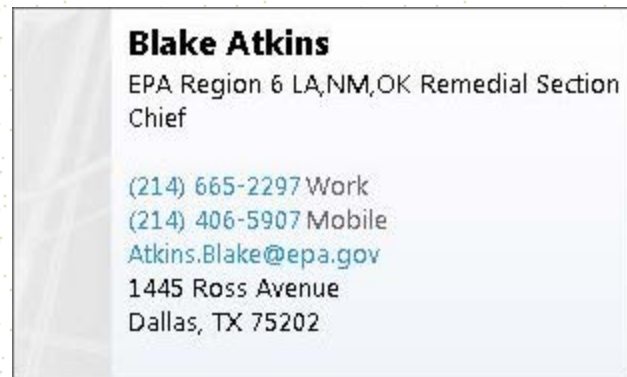 Blake Atkins
EPA Region 6 LA,NM,OK Remedial Section
Chief
(214) 665-2297 Work
(214) 406-5907 Mobile
Atkins.Blake@epa.gov
1445 Ross Avenue
Dallas, TX 75202